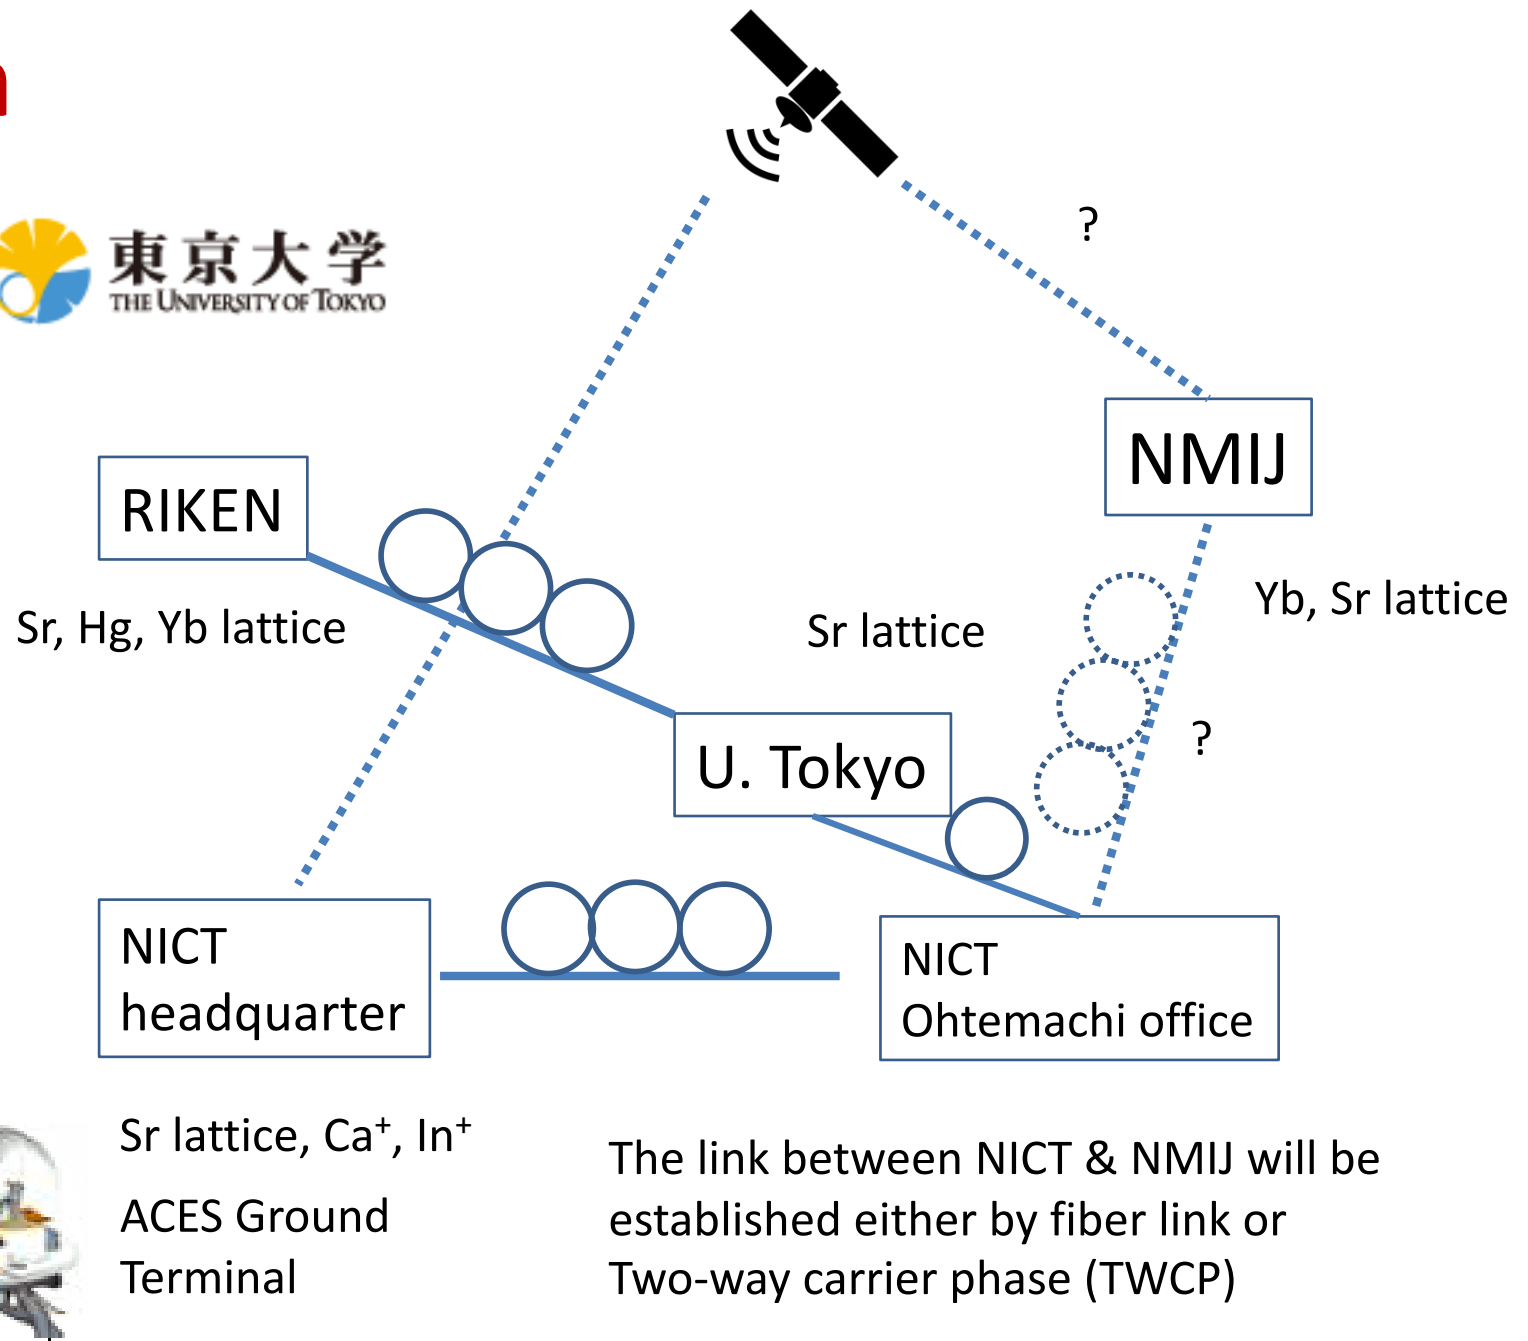 東京大学
THE UNIVERSITY OF TOKYO
?
NMIJ
RIKEN
Sr, Hg, Yb lattice
Sr lattice
Yb, Sr lattice
?
U. Tokyo
NICT
headquarter
NICT
Ohtemachi office
Sr lattice, Ca⁺, In⁺
ACES Ground
Terminal
The link between NICT & NMIJ will be
established either by fiber link or
Two-way carrier phase (TWCP)